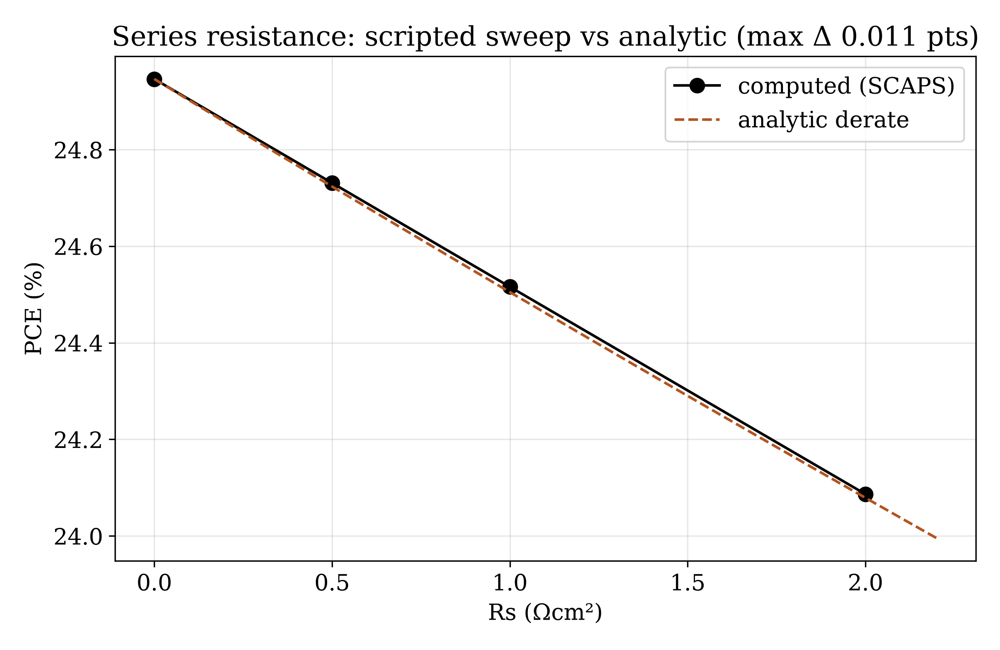 Series resistance: scripted sweep vs analytic (max Δ 0.011 pts)
computed (SCAPS)
analytic derate
PCE (%)
24.8
24.6
24.4
24.2
24.0
0.0 0.5 1.0 1.5 2.0
Rs (Ωcm²)